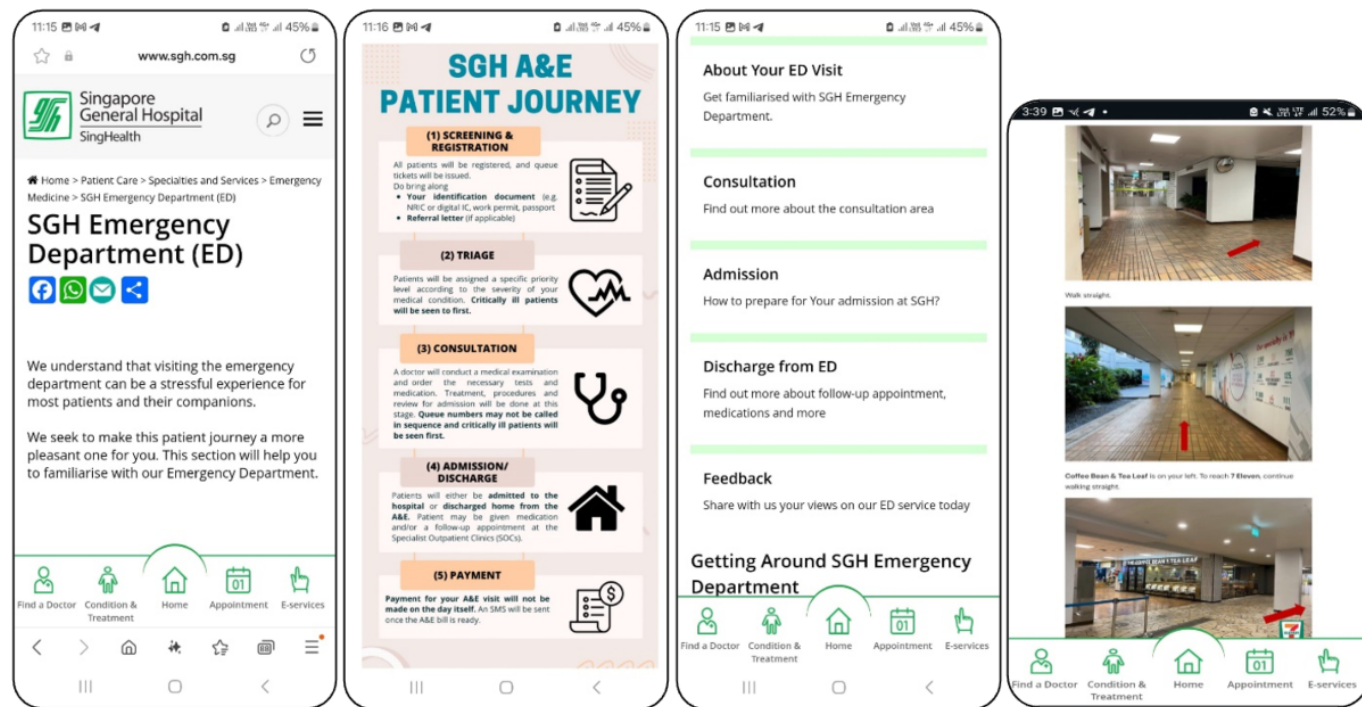 11:15
45%
www.sgh.com.sg
Singapore
General Hospital
SingHealth
Home > Patient Care > Specialties and Services > Emergency
Medicine > SGH Emergency Department (ED)
SGH Emergency
Department (ED)
We understand that visiting the emergency
department can be a stressful experience for
most patients and their companions.
We seek to make this patient journey a more
pleasant one for you. This section will help you
to familiarise with our Emergency Department.
Find a Doctor
Condition &
Treatment
Home
01
Appointment
E-services
11:16
45%
SGH A&E
PATIENT JOURNEY
(1) SCREENING &
REGISTRATION
All patients will be registered, and queue
tickets will be issued.
Do bring along
• Your identification document (e.g.
NRIC or digital IC, work permit, passport
• Referral letter (if applicable)
(2) TRIAGE
Patients will be assigned a specific priority
level according to the severity of your
medical condition. Critically ill patients
will be seen to first.
(3) CONSULTATION
A doctor will conduct a medical examination
and order the necessary tests and
medication. Treatment, procedures and
review for admission will be done at this
stage. Queue numbers may not be called
in sequence and critically ill patients will
be seen first.
(4) ADMISSION/
DISCHARGE
Patients will either be admitted to the
hospital or discharged home from the
A&E. Patient may be given medication
and/or a follow-up appointment at the
Specialist Outpatient Clinics (SOCs).
(5) PAYMENT
Payment for your A&E visit will not be
made on the day itself. An SMS will be sent
once the A&E bill is ready.
11:15
45%
About Your ED Visit
Get familiarised with SGH Emergency
Department.
Consultation
Find out more about the consultation area
Admission
How to prepare for Your admission at SGH?
Discharge from ED
Find out more about follow-up appointment,
medications and more
Feedback
Share with us your views on our ED service today
Getting Around SGH Emergency
Department
Find a Doctor
Condition &
Treatment
Home
01
Appointment
E-services
3:39
52%
Walk straight.
Coffee Bean & Tea Leaf is on your left. To reach 7 Eleven, continue
walking straight.
THE COFFEE BEAN & TEA LEAF
Find a Doctor
Condition &
Treatment
Home
01
Appointment
E-services